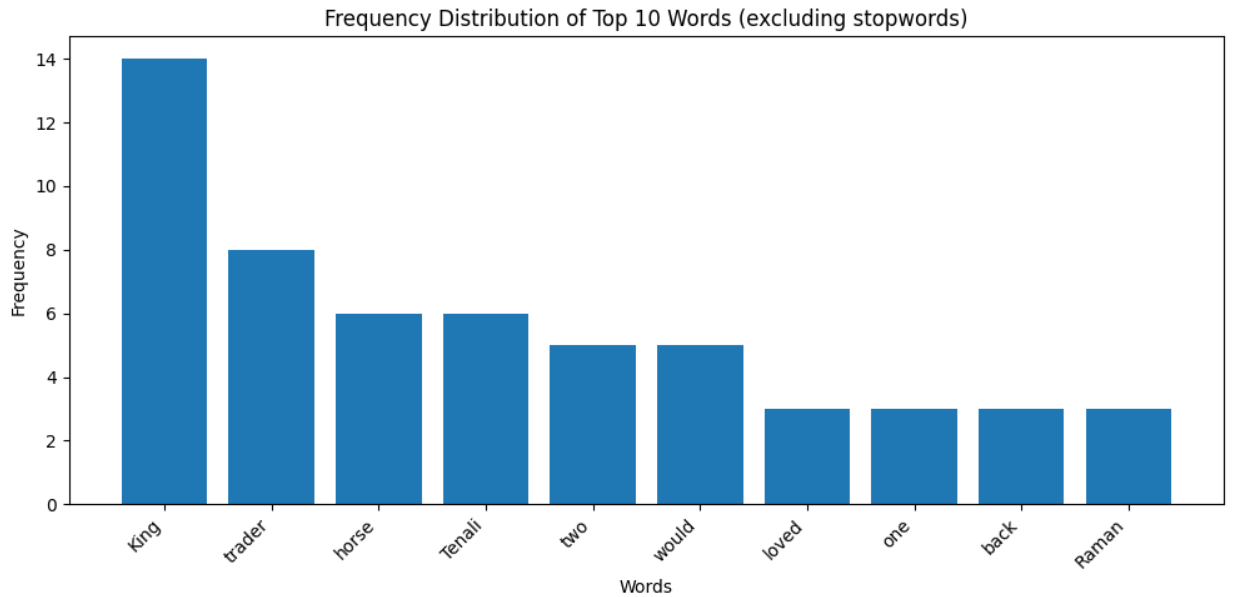 Frequency Distribution of Top 10 Words (excluding stopwords)
14
12
10
8
6
4
2
0
Frequency
King
trader
horse
Tenali
two
would
loved
one
back
Raman
Words